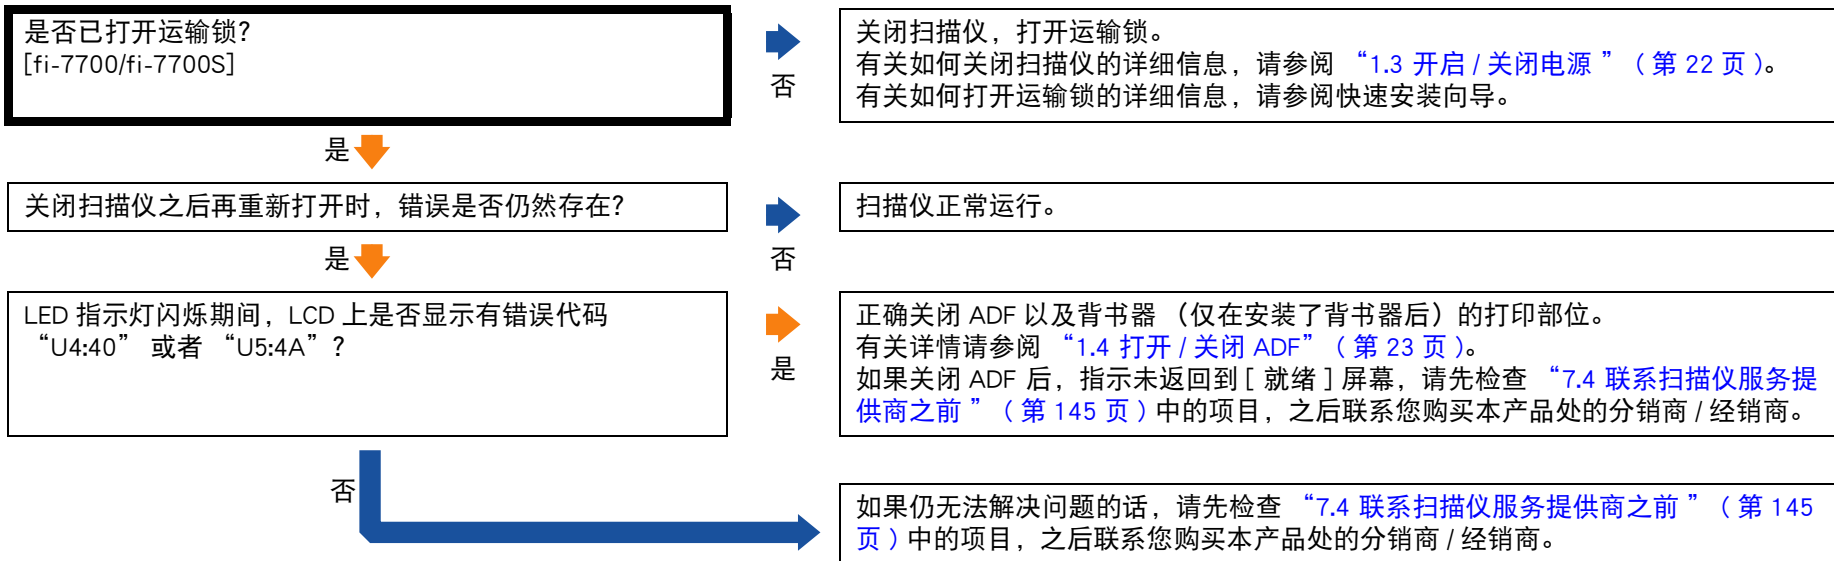 是否已打开运输锁？
[fi-7700/fi-7700S]
否
关闭扫描仪，打开运输锁。
有关如何关闭扫描仪的详细信息，请参阅 “1.3 开启 / 关闭电源 ”（ 第 22 页 ）。
有关如何打开运输锁的详细信息，请参阅快速安装向导。
是
关闭扫描仪之后再重新打开时，错误是否仍然存在？
否
扫描仪正常运行。
是
LED 指示灯闪烁期间，LCD 上是否显示有错误代码
“U4:40” 或者 “U5:4A”？
是
正确关闭 ADF 以及背书器 （仅在安装了背书器后）的打印部位。
有关详情请参阅 “1.4 打开 / 关闭 ADF”（ 第 23 页 ）。
如果关闭 ADF 后，指示未返回到 [ 就绪 ] 屏幕，请先检查 “7.4 联系扫描仪服务提
供商之前 ”（ 第 145 页 ）中的项目，之后联系您购买本产品处的分销商 / 经销商。
否
如果仍无法解决问题的话，请先检查 “7.4 联系扫描仪服务提供商之前 ”（ 第 145
页 ）中的项目，之后联系您购买本产品处的分销商 / 经销商。